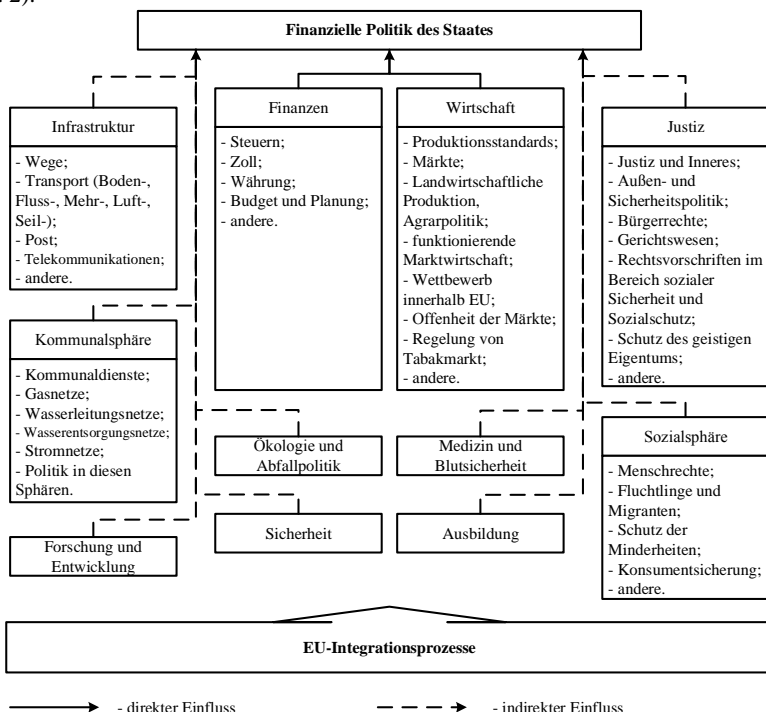 2).
Finanzielle Politik des Staates
Infrastruktur
- Wege;
- Transport (Boden-,
Fluss-, Mehr-, Luft-,
Seil-);
- Post;
- Telekommunikationen;
- andere.
Finanzen
- Steuern;
- Zoll;
- Währung;
- Budget und Planung;
- andere.
Wirtschaft
- Produktionsstandards;
- Märkte;
- Landwirtschaftliche
Produktion,
Agrarpolitik;
- funktionierende
Marktwirtschaft;
- Wettbewerb
innerhalb EU;
- Offenheit der Märkte;
- Regelung von
Tabakmarkt;
- andere.
Justiz
- Justiz und Inneres;
- Außen- und
Sicherheitspolitik;
- Bürgerrechte;
- Gerichtswesen;
- Rechtsvorschriften im
Bereich sozialer
Sicherheit und
Sozialschutz;
- Schutz des geistigen
Eigentums;
- andere.
Kommunalsphäre
- Kommunaldienste;
- Gasnetze;
- Wasserleitungsnetze;
- Wasserentsorgungsnetze;
- Stromnetze;
- Politik in diesen
Sphären.
Ökologie und
Abfallpolitik
Medizin und
Blutsicherheit
Sozialsphäre
- Menschrechte;
- Fluchtlinge und
Migranten;
- Schutz der
Minderheiten;
- Konsumentsicherung;
- andere.
Forschung und
Entwicklung
Sicherheit
Ausbildung
EU-Integrationsprozesse
- direkter Einfluss
- indirekter Einfluss